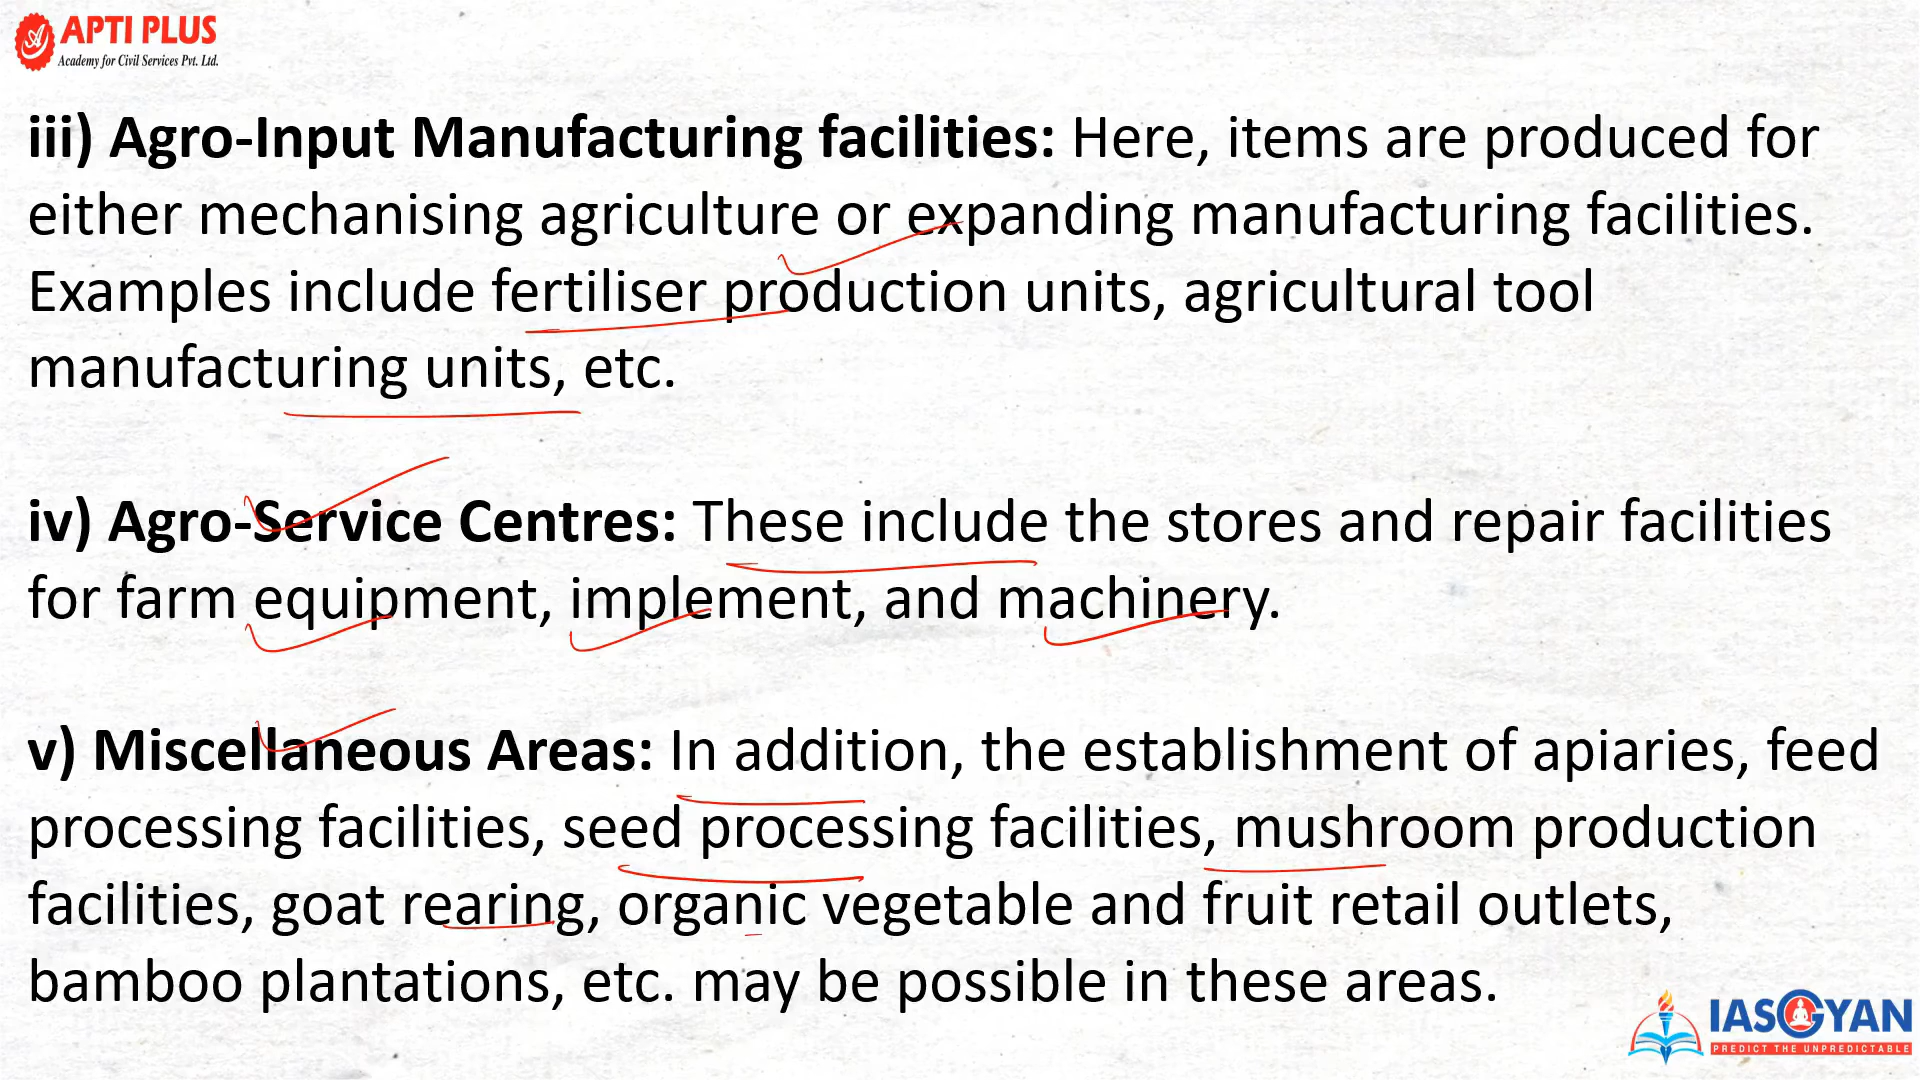 APTI PLUS
Academy for Civil Services Pvt. Ltd.
iii) Agro-Input Manufacturing facilities: Here, items are produced for
either mechanising agriculture or expanding manufacturing facilities.
Examples include fertiliser production units, agricultural tool
manufacturing units, etc.
iv) Agro-Service Centres: These include the stores and repair facilities
for farm equipment, implement, and machinery.
v) Miscellaneous Areas: In addition, the establishment of apiaries, feed
processing facilities, seed processing facilities, mushroom production
facilities, goat rearing, organic vegetable and fruit retail outlets,
bamboo plantations, etc. may be possible in these areas.
IASGYAN
PREDICT THE UNPREDICTABLE